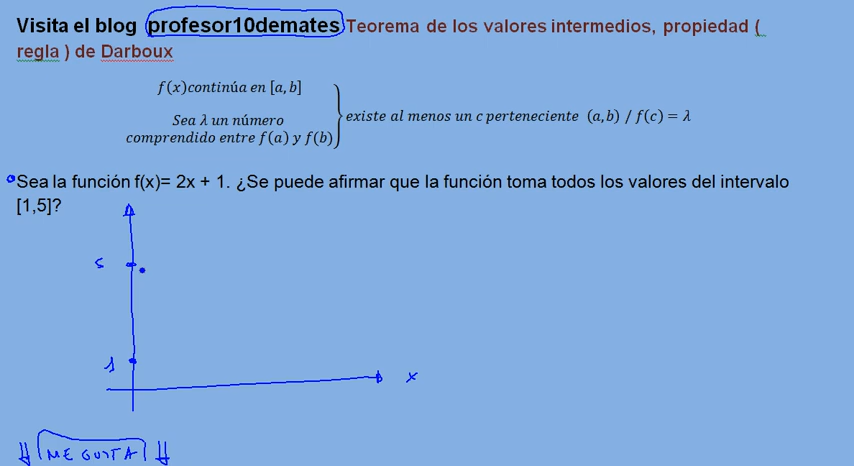 Visita el blog profesor10demates Teorema de los valores intermedios, propiedad (
regla ) de Darboux
f(x)continúa en [a,b]
Sea λ un número
comprendido entre f(a) y f(b)
existe al menos un c perteneciente (a,b) / f(c) = λ
Sea la función f(x)= 2x + 1. ¿Se puede afirmar que la función toma todos los valores del intervalo
[1,5]?
5
1
x
ME GUSTA